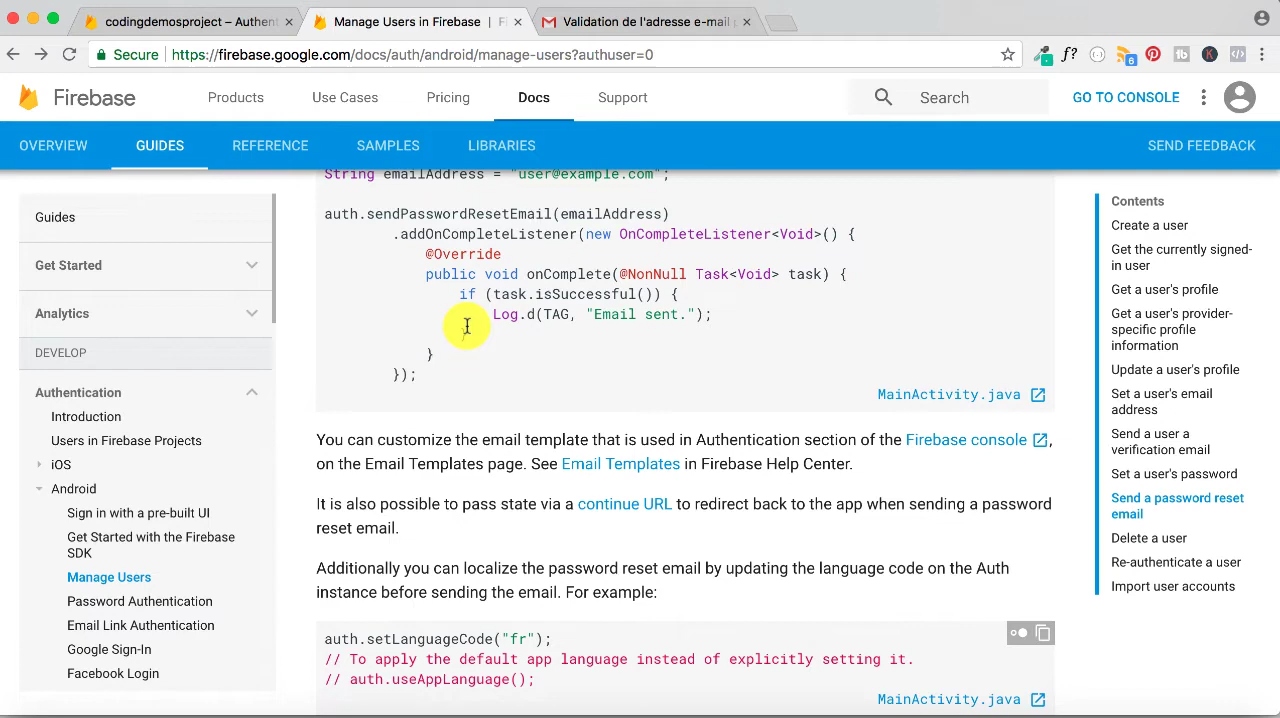 codingdemosproject – Authent
Manage Users in Firebase | Fi
Validation de l'adresse e-mail p
Secure
https://firebase.google.com/docs/auth/android/manage-users?authuser=0
f?
6
tb
K
Firebase
Products
Use Cases
Pricing
Docs
Support
Search
GO TO CONSOLE
OVERVIEW
GUIDES
REFERENCE
SAMPLES
LIBRARIES
SEND FEEDBACK
Guides
Get Started
Analytics
DEVELOP
Authentication
Introduction
Users in Firebase Projects
iOS
Android
Sign in with a pre-built UI
Get Started with the Firebase
SDK
Manage Users
Password Authentication
Email Link Authentication
Google Sign-In
Facebook Login
String emailAddress = "user@example.com";
auth.sendPasswordResetEmail(emailAddress)
.addOnCompleteListener(new OnCompleteListener<Void>() {
@Override
public void onComplete(@NonNull Task<Void> task) {
if (task.isSuccessful()) {
Log.d(TAG, "Email sent.");
}
}
});
MainActivity.java
You can customize the email template that is used in Authentication section of the Firebase console ,
on the Email Templates page. See Email Templates in Firebase Help Center.
It is also possible to pass state via a continue URL to redirect back to the app when sending a password
reset email.
Additionally you can localize the password reset email by updating the language code on the Auth
instance before sending the email. For example:
auth.setLanguageCode("fr");
// To apply the default app language instead of explicitly setting it.
// auth.useAppLanguage();
MainActivity.java
Contents
Create a user
Get the currently signed-
in user
Get a user's profile
Get a user's provider-
specific profile
information
Update a user's profile
Set a user's email
address
Send a user a
verification email
Set a user's password
Send a password reset
email
Delete a user
Re-authenticate a user
Import user accounts